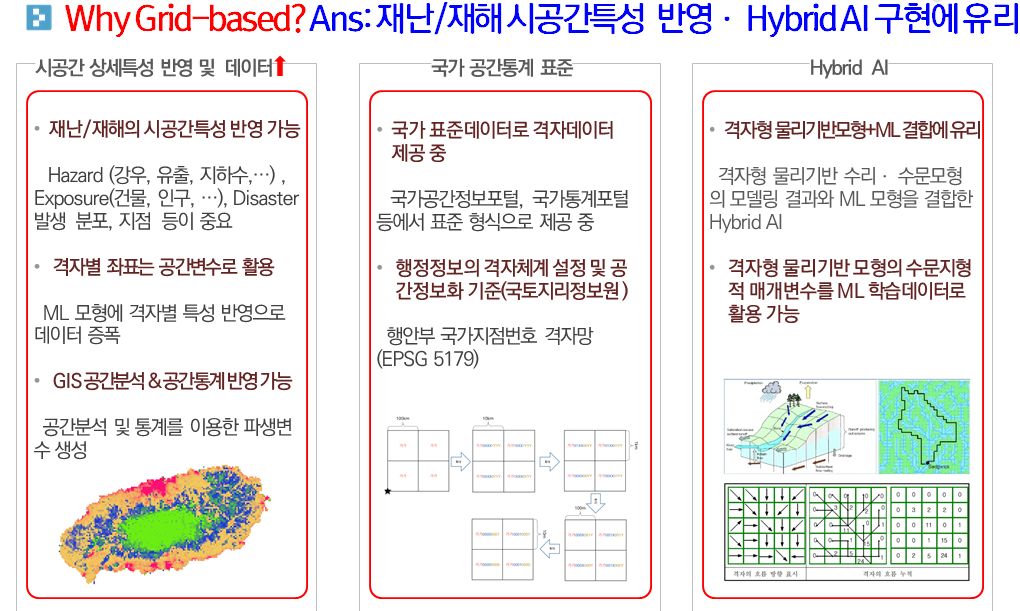 Why Grid-based? Ans: 재난/재해 시공간특성 반영 · Hybrid AI 구현에 유리
시공간 상세특성 반영 및 데이터
• 재난/재해의 시공간특성 반영 가능
Hazard (강우, 유출, 지하수,…) ,
Exposure(건물, 인구, …), Disaster
발생 분포, 지점 등이 중요
• 격자별 좌표는 공간변수로 활용
ML 모형에 격자별 특성 반영으로
데이터 증폭
• GIS 공간분석 & 공간통계 반영 가능
공간분석 및 통계를 이용한 파생변
수 생성
국가 공간통계 표준
• 국가 표준데이터로 격자데이터
제공 중
국가공간정보포털, 국가통계포털
등에서 표준 형식으로 제공 중
• 행정정보의 격자체계 설정 및 공
간정보화 기준(국토지리정보원)
행안부 국가지점번호 격자망
(EPSG 5179)
100km
10km
100m
Hybrid AI
• 격자형 물리기반모형+ML 결합에 유리
격자형 물리기반 수리 · 수문모형
의 모델링 결과와 ML 모형을 결합한
Hybrid AI
• 격자형 물리기반 모형의 수문지형
적 매개변수를 ML 학습데이터로
활용 가능
Precipitation
0 0 0 0 0
0 3 2 2 0
0 0 11 0 1
0 0 1 15 0
0 2 5 24 1
격자의 흐름 방향 표시
격자의 흐름 누적